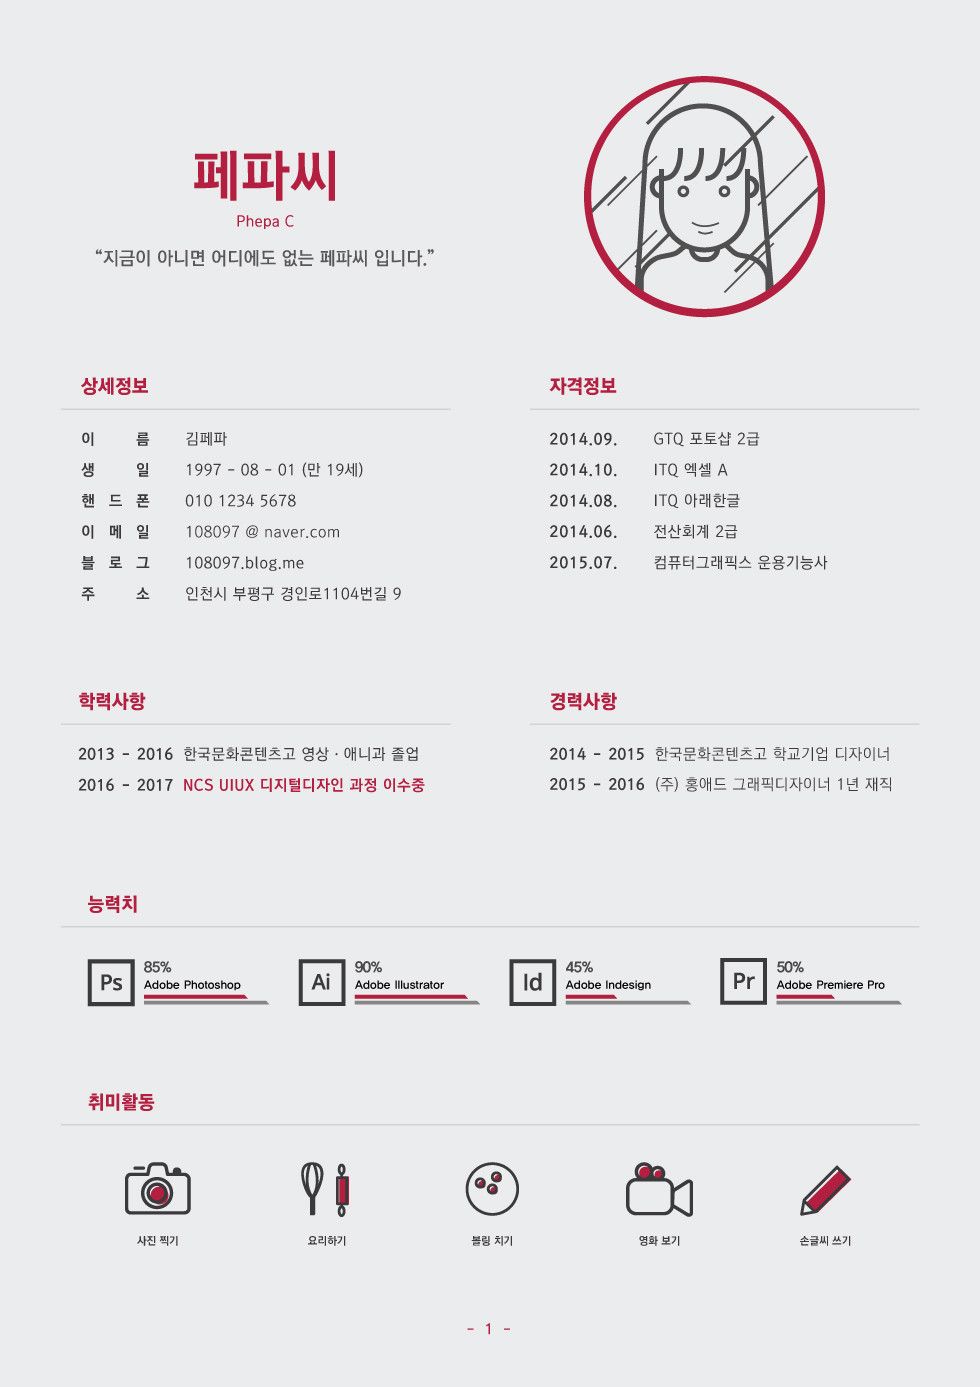 페파씨
Phepa C
“지금이 아니면 어디에도 없는 페파씨 입니다.”
상세정보
이 름 김페파
생 일 1997 - 08 - 01 (만 19세)
핸 드 폰 010 1234 5678
이 메 일 108097 @ naver.com
블 로 그 108097.blog.me
주 소 인천시 부평구 경인로1104번길 9
자격정보
2014.09. GTQ 포토샵 2급
2014.10. ITQ 엑셀 A
2014.08. ITQ 아래한글
2014.06. 전산회계 2급
2015.07. 컴퓨터그래픽스 운용기능사
학력사항
2013 - 2016 한국문화콘텐츠고 영상 · 애니과 졸업
2016 - 2017 NCS UIUX 디지털디자인 과정 이수중
경력사항
2014 - 2015 한국문화콘텐츠고 학교기업 디자이너
2015 - 2016 (주) 홍애드 그래픽디자이너 1년 재직
능력치
Ps 85%
Adobe Photoshop
Ai 90%
Adobe Illustrator
Id 45%
Adobe Indesign
Pr 50%
Adobe Premiere Pro
취미활동
사진 찍기
요리하기
볼링 치기
영화 보기
손글씨 쓰기
- 1 -